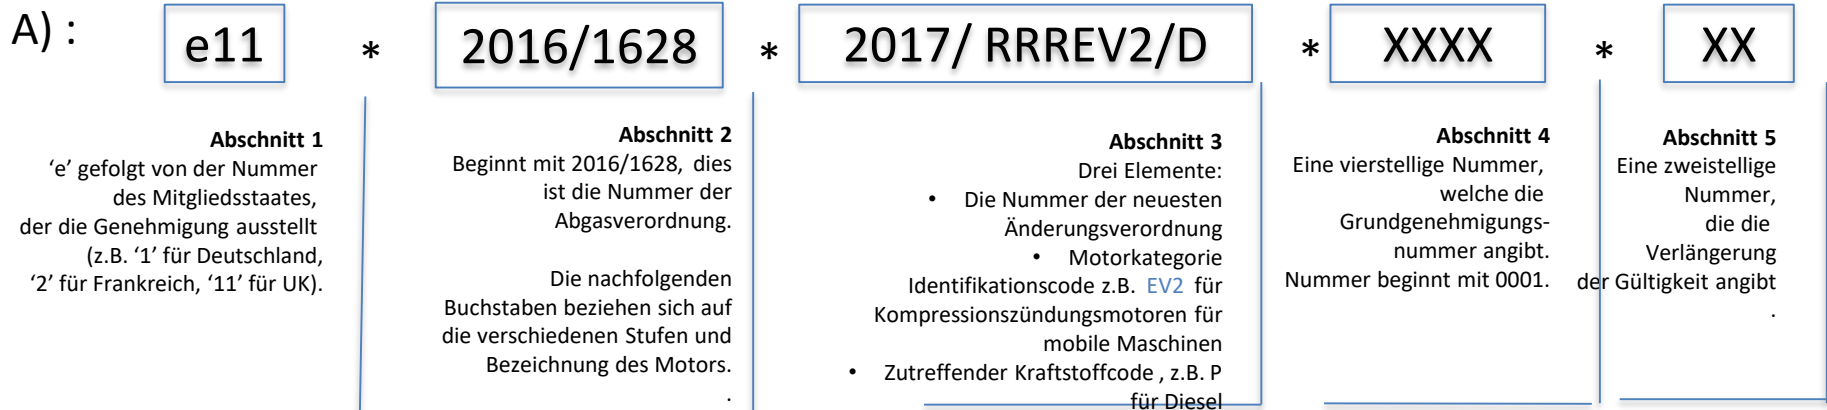 A) :
e11 * 2016/1628 * 2017/ RRREV2/D * XXXX * XX
Abschnitt 1
‘e’ gefolgt von der Nummer
des Mitgliedsstaates,
der die Genehmigung ausstellt
(z.B. ‘1’ für Deutschland,
‘2’ für Frankreich, ‘11’ für UK).
Abschnitt 2
Beginnt mit 2016/1628, dies
ist die Nummer der
Abgasverordnung.
Die nachfolgenden
Buchstaben beziehen sich auf
die verschiedenen Stufen und
Bezeichnung des Motors.
.
Abschnitt 3
Drei Elemente:
• Die Nummer der neuesten
Änderungsverordnung
• Motorkategorie
Identifikationscode z.B. EV2 für
Kompressionszündungsmotoren für
mobile Maschinen
• Zutreffender Kraftstoffcode , z.B. P
für Diesel
Abschnitt 4
Eine vierstellige Nummer,
welche die
Grundgenehmigungs-
nummer angibt.
Nummer beginnt mit 0001.
Abschnitt 5
Eine zweistellige
Nummer,
die die
Verlängerung
der Gültigkeit angibt
.